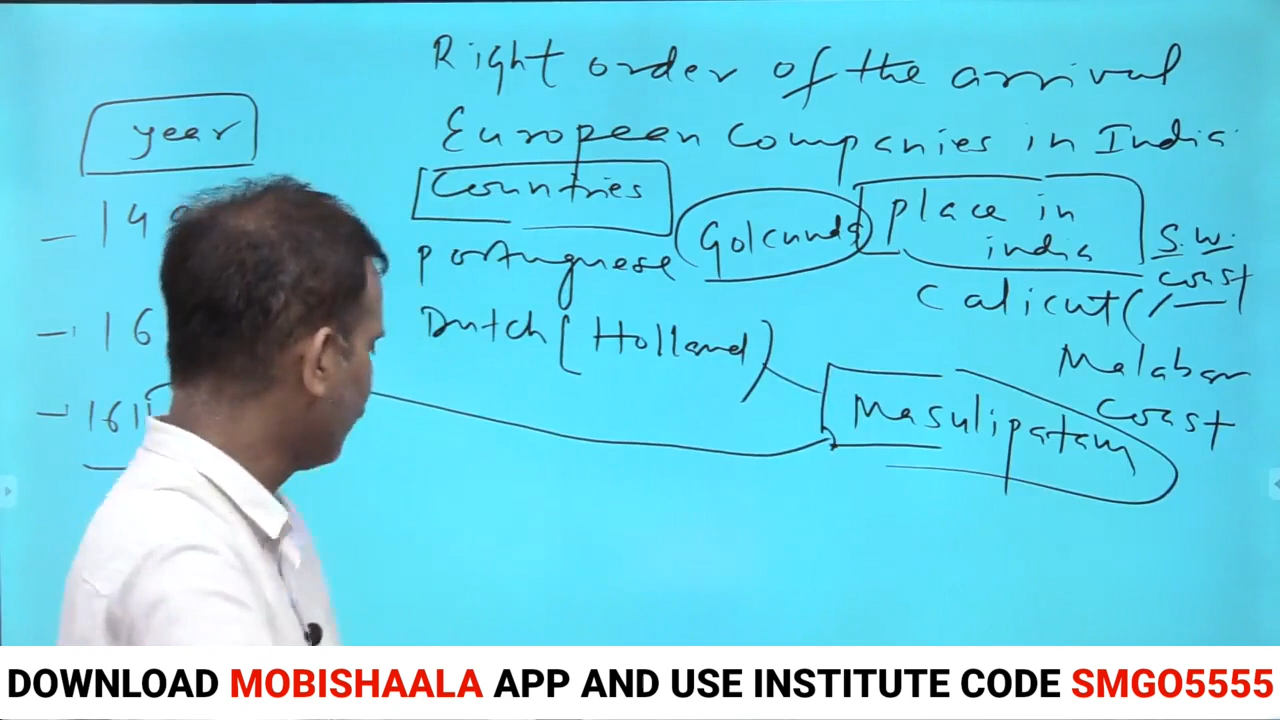 Right order of the arrival
European Companies in India
year
Countries
Golcunda
place in
india
S.W.
coast
portuguese
Calicut (
Malabar
coast
Dutch (Holland)
Masulipatam
- 1611
DOWNLOAD MOBISHAALA APP AND USE INSTITUTE CODE SMGO5555